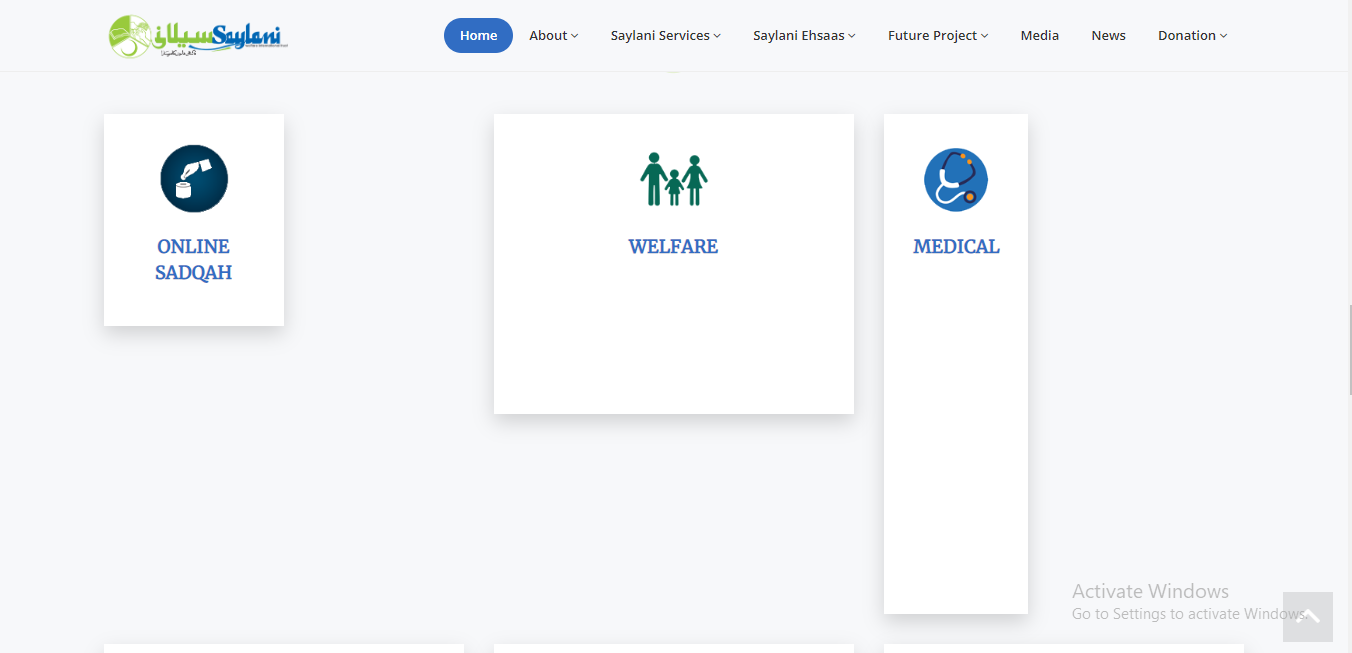 سیلانی Saylani
Home About Saylani Services Saylani Ehsaas Future Project Media News Donation
ONLINE
SADQAH
WELFARE
MEDICAL
Activate Windows
Go to Settings to activate Windows.